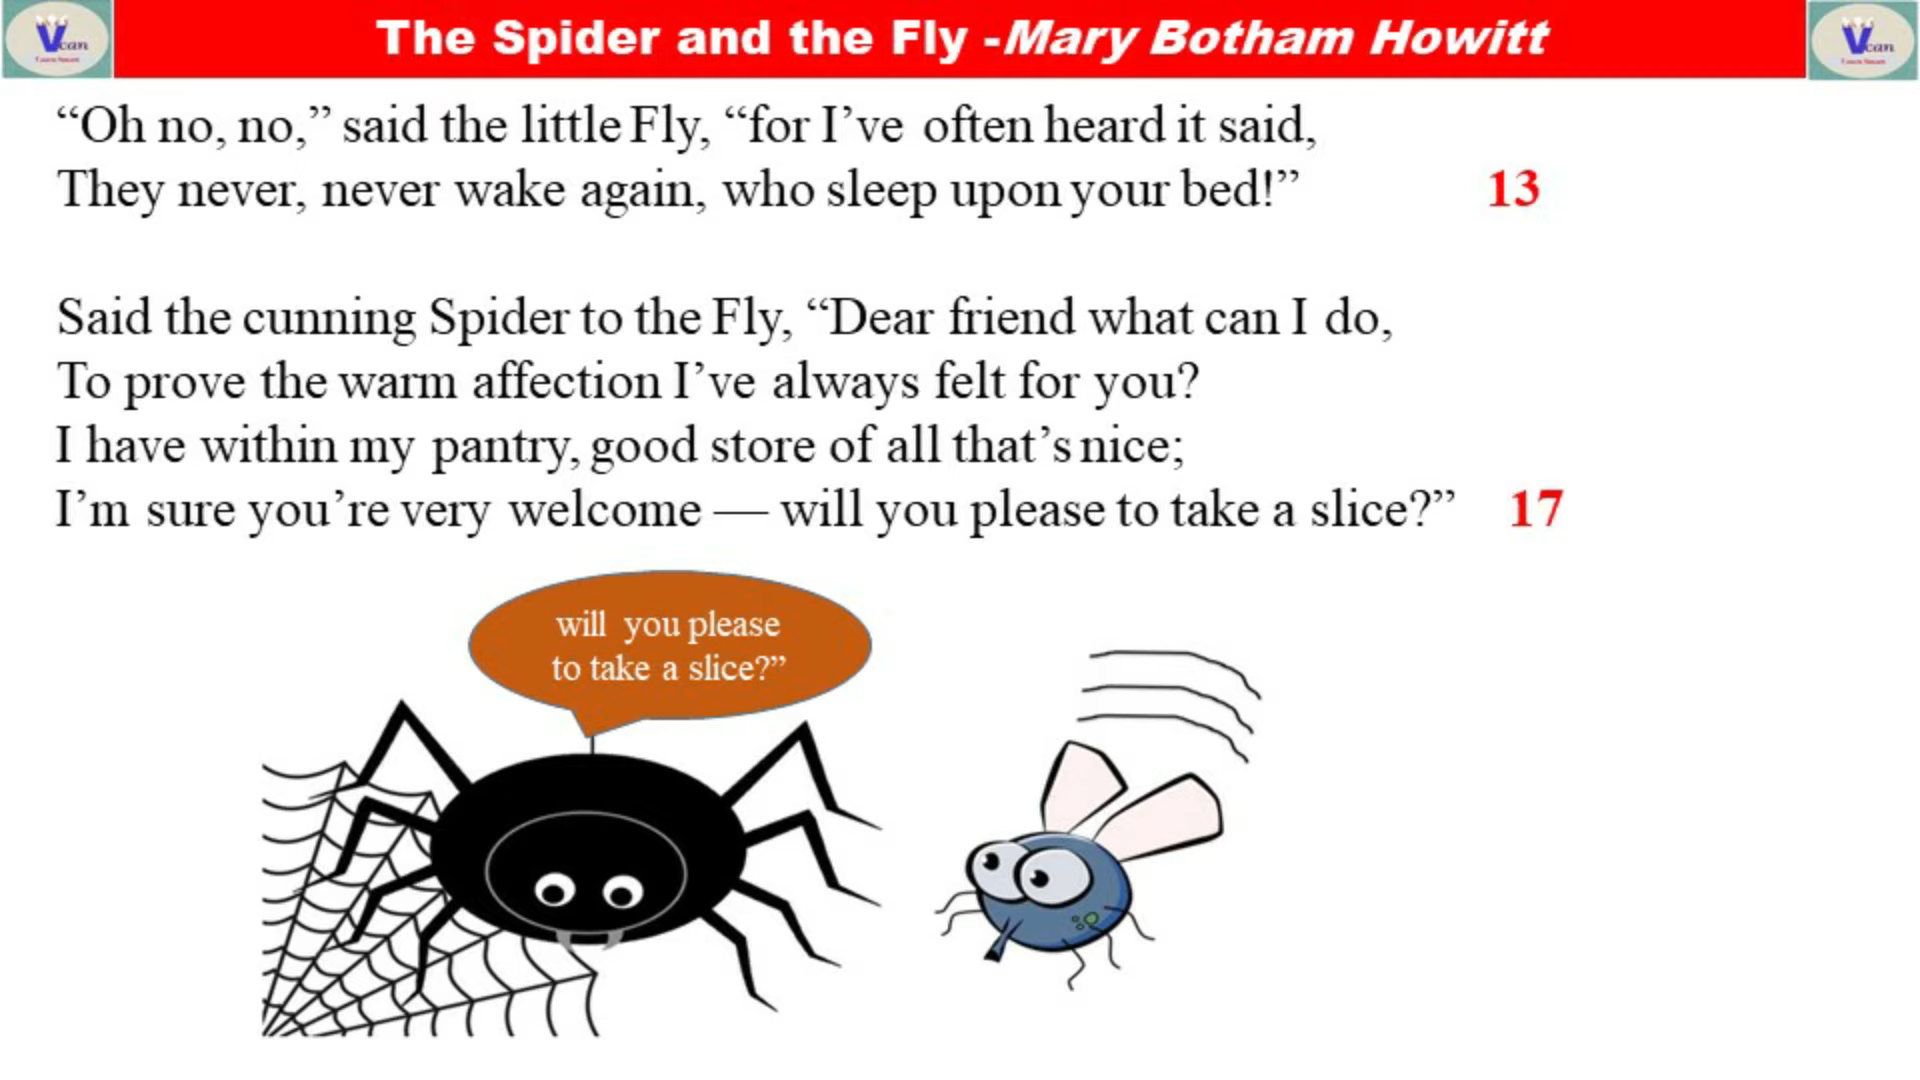 Vcan
Learn Smart
The Spider and the Fly -Mary Botham Howitt
Vcan
Learn Smart
“Oh no, no,” said the little Fly, “for I’ve often heard it said,
They never, never wake again, who sleep upon your bed!” 13
Said the cunning Spider to the Fly, “Dear friend what can I do,
To prove the warm affection I’ve always felt for you?
I have within my pantry, good store of all that’s nice;
I’m sure you’re very welcome — will you please to take a slice?” 17
will you please
to take a slice?”